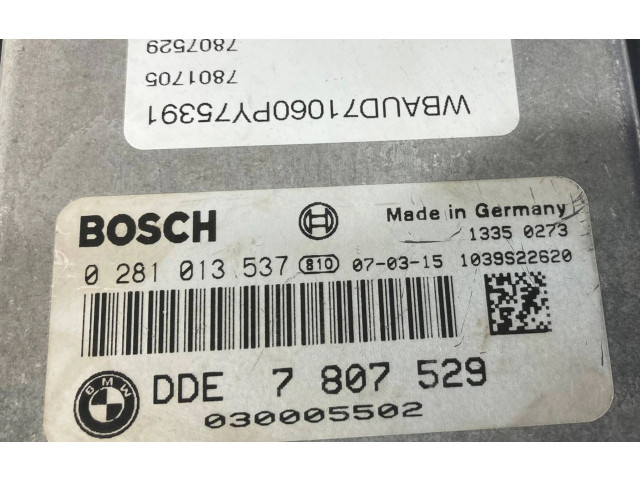 WBAUD71060PY75391
7801705
7807529
BOSCH
Made in Germany
1335 0273
0 281 013 537 810 07-03-15 1039S22620
BMW
DDE 7 807 529
030005502